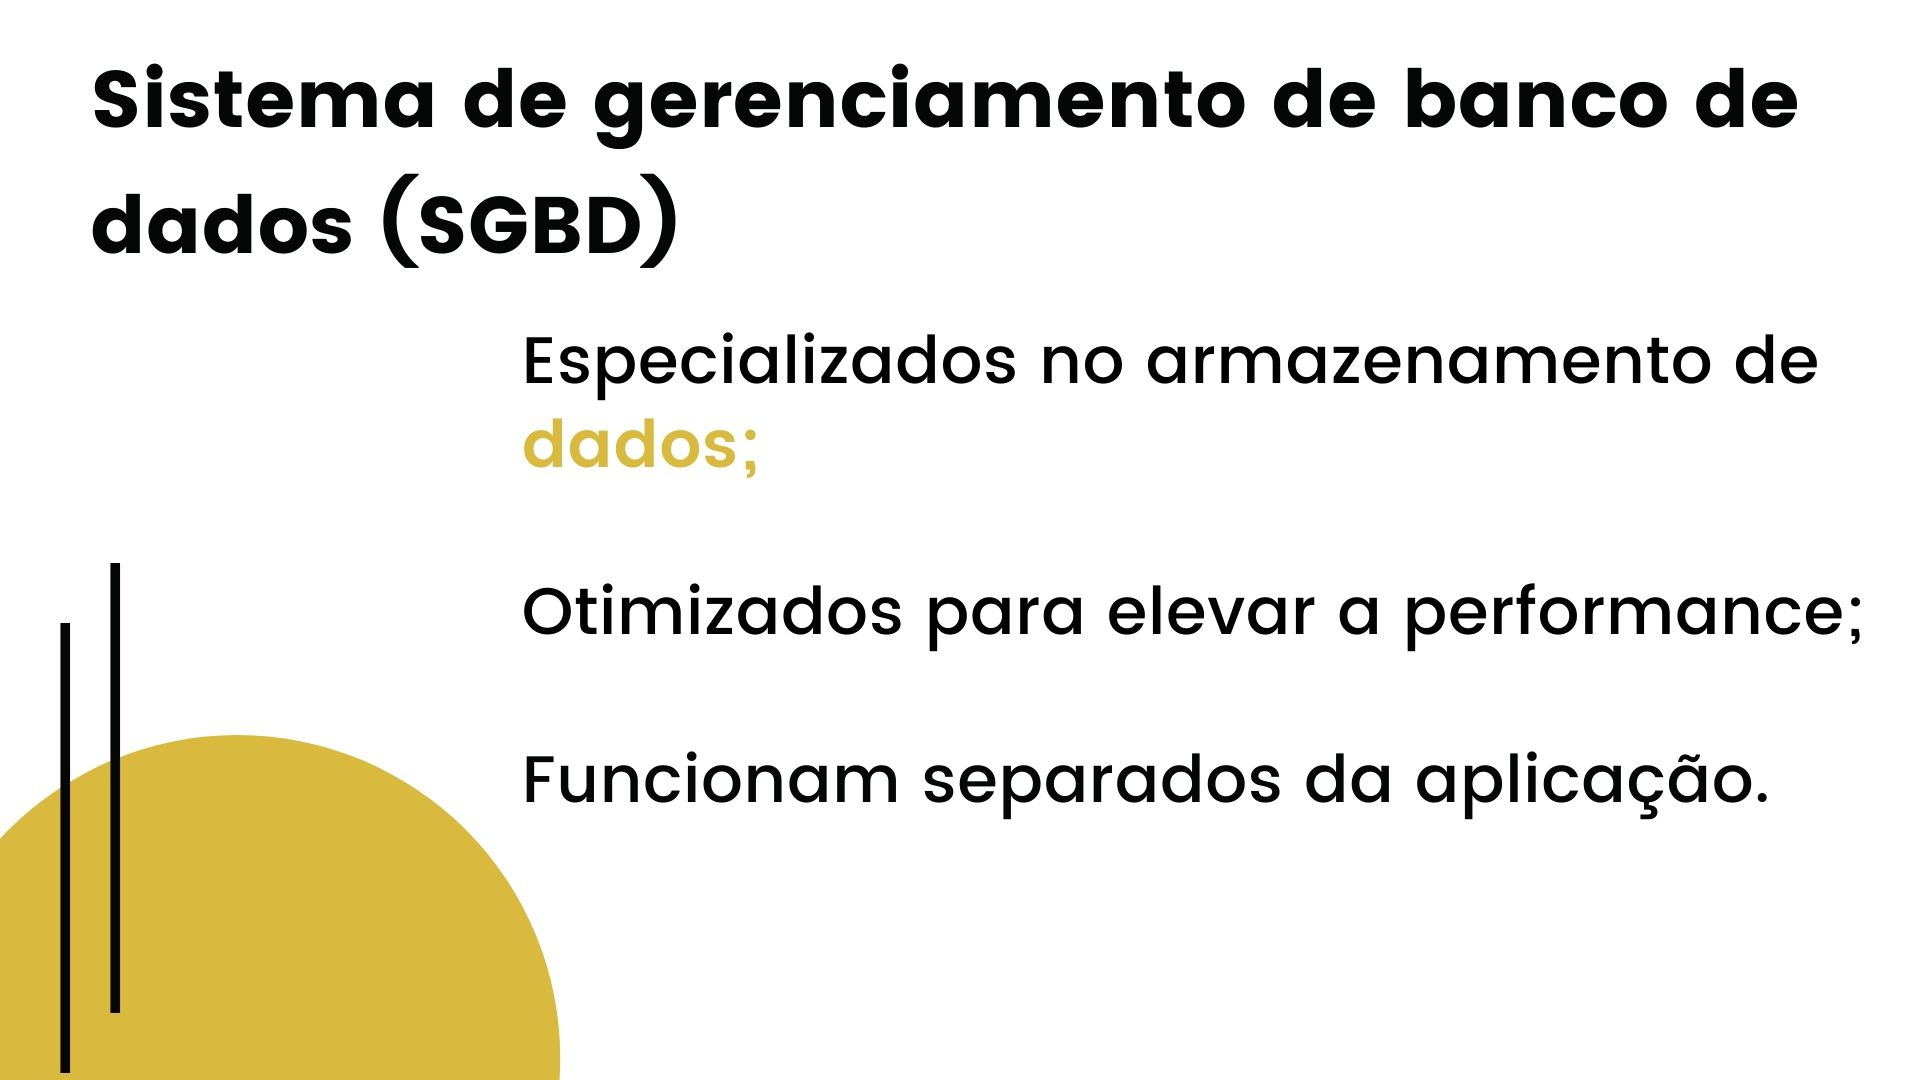 Sistema de gerenciamento de banco de
dados (SGBD)
Especializados no armazenamento de
dados;
Otimizados para elevar a performance;
Funcionam separados da aplicação.